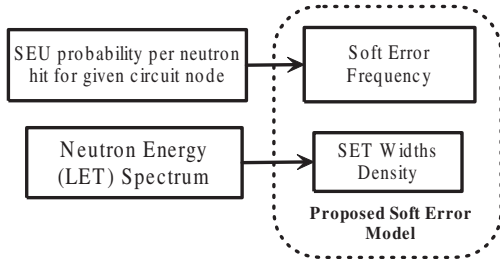 SEU probability per neutron
hit for given circuit node
Soft Error
Frequency
Neutron Energy
(LET) Spectrum
SET Widths
Density
Proposed Soft Error
Model